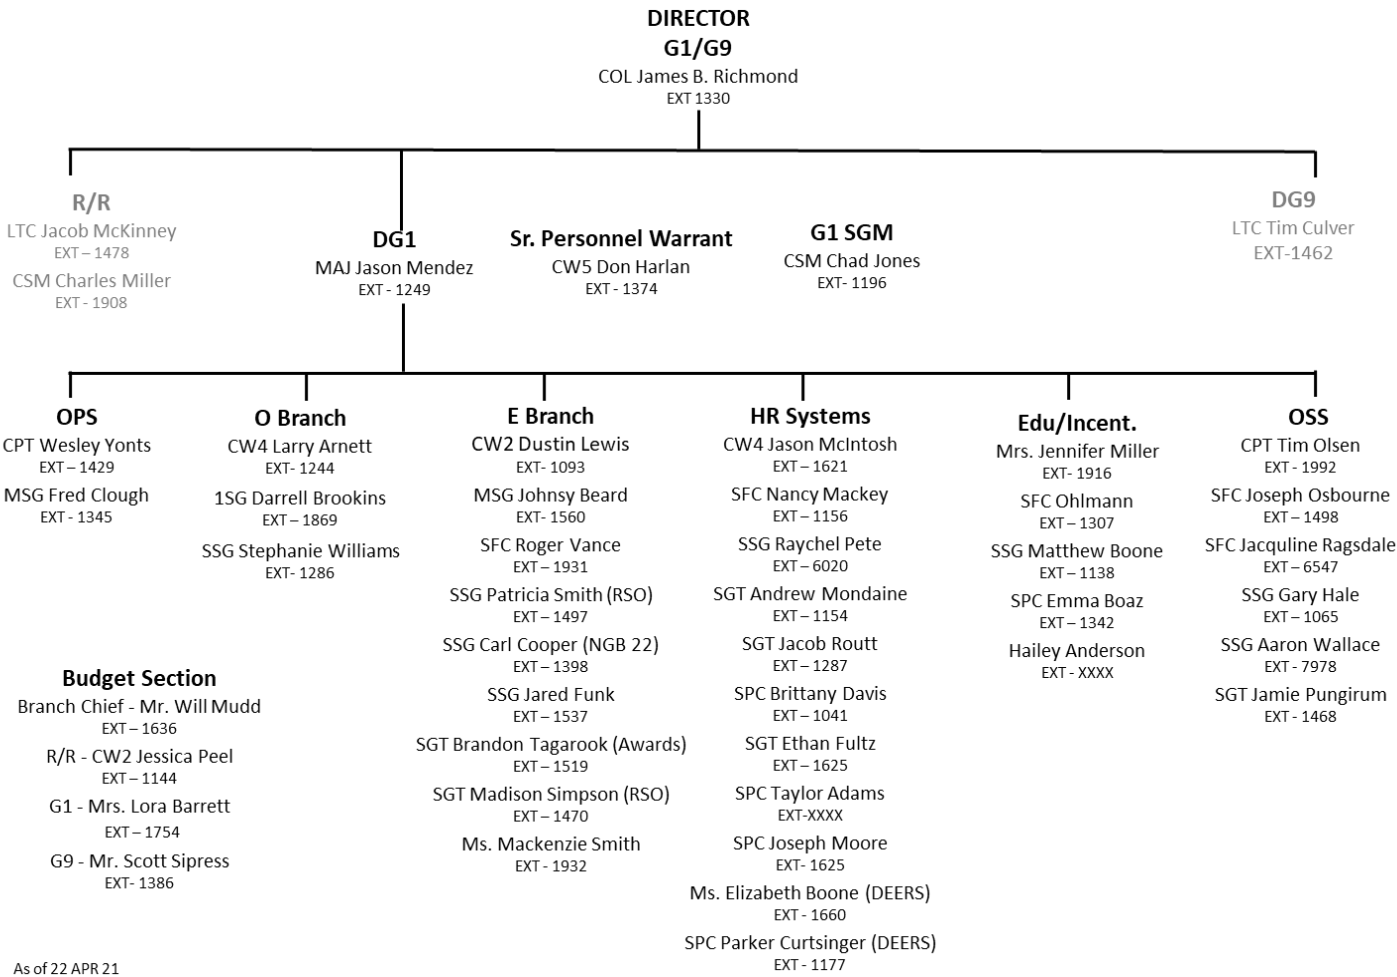 DIRECTOR
G1/G9
COL James B. Richmond
EXT 1330
R/R
LTC Jacob McKinney
EXT – 1478
CSM Charles Miller
EXT - 1908
DG1
MAJ Jason Mendez
EXT - 1249
Sr. Personnel Warrant
CW5 Don Harlan
EXT - 1374
G1 SGM
CSM Chad Jones
EXT- 1196
DG9
LTC Tim Culver
EXT-1462
OPS
CPT Wesley Yonts
EXT – 1429
MSG Fred Clough
EXT - 1345
O Branch
CW4 Larry Arnett
EXT- 1244
1SG Darrell Brookins
EXT – 1869
SSG Stephanie Williams
EXT- 1286
E Branch
CW2 Dustin Lewis
EXT- 1093
MSG Johnsy Beard
EXT- 1560
SFC Roger Vance
EXT – 1931
SSG Patricia Smith (RSO)
EXT – 1497
SSG Carl Cooper (NGB 22)
EXT – 1398
SSG Jared Funk
EXT – 1537
SGT Brandon Tagarook (Awards)
EXT – 1519
SGT Madison Simpson (RSO)
EXT – 1470
Ms. Mackenzie Smith
EXT - 1932
HR Systems
CW4 Jason McIntosh
EXT – 1621
SFC Nancy Mackey
EXT – 1156
SSG Raychel Pete
EXT – 6020
SGT Andrew Mondaine
EXT – 1154
SGT Jacob Routt
EXT – 1287
SPC Brittany Davis
EXT – 1041
SGT Ethan Fultz
EXT – 1625
SPC Taylor Adams
EXT-XXXX
SPC Joseph Moore
EXT- 1625
Ms. Elizabeth Boone (DEERS)
EXT - 1660
SPC Parker Curtsinger (DEERS)
EXT - 1177
Edu/Incent.
Mrs. Jennifer Miller
EXT- 1916
SFC Ohlmann
EXT – 1307
SSG Matthew Boone
EXT – 1138
SPC Emma Boaz
EXT – 1342
Hailey Anderson
EXT - XXXX
OSS
CPT Tim Olsen
EXT - 1992
SFC Joseph Osbourne
EXT – 1498
SFC Jacquline Ragsdale
EXT – 6547
SSG Gary Hale
EXT – 1065
SSG Aaron Wallace
EXT - 7978
SGT Jamie Pungirum
EXT - 1468
Budget Section
Branch Chief - Mr. Will Mudd
EXT – 1636
R/R - CW2 Jessica Peel
EXT – 1144
G1 - Mrs. Lora Barrett
EXT – 1754
G9 - Mr. Scott Sipress
EXT- 1386
As of 22 APR 21